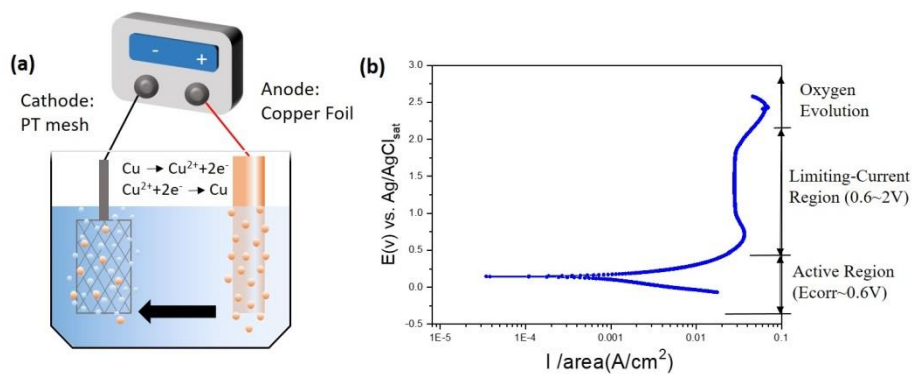 (a)
- +
Cathode:
PT mesh
Anode:
Copper Foil
Cu → Cu²⁺+2e⁻
Cu²⁺+2e⁻ → Cu
(b)
E(v) vs. Ag/AgCl_sat
3.0
2.5
2.0
1.5
1.0
0.5
0.0
-0.5
1E-5
1E-4
0.001
0.01
0.1
I /area(A/cm²)
Oxygen
Evolution
Limiting-Current
Region (0.6~2V)
Active Region
(Ecorr~0.6V)